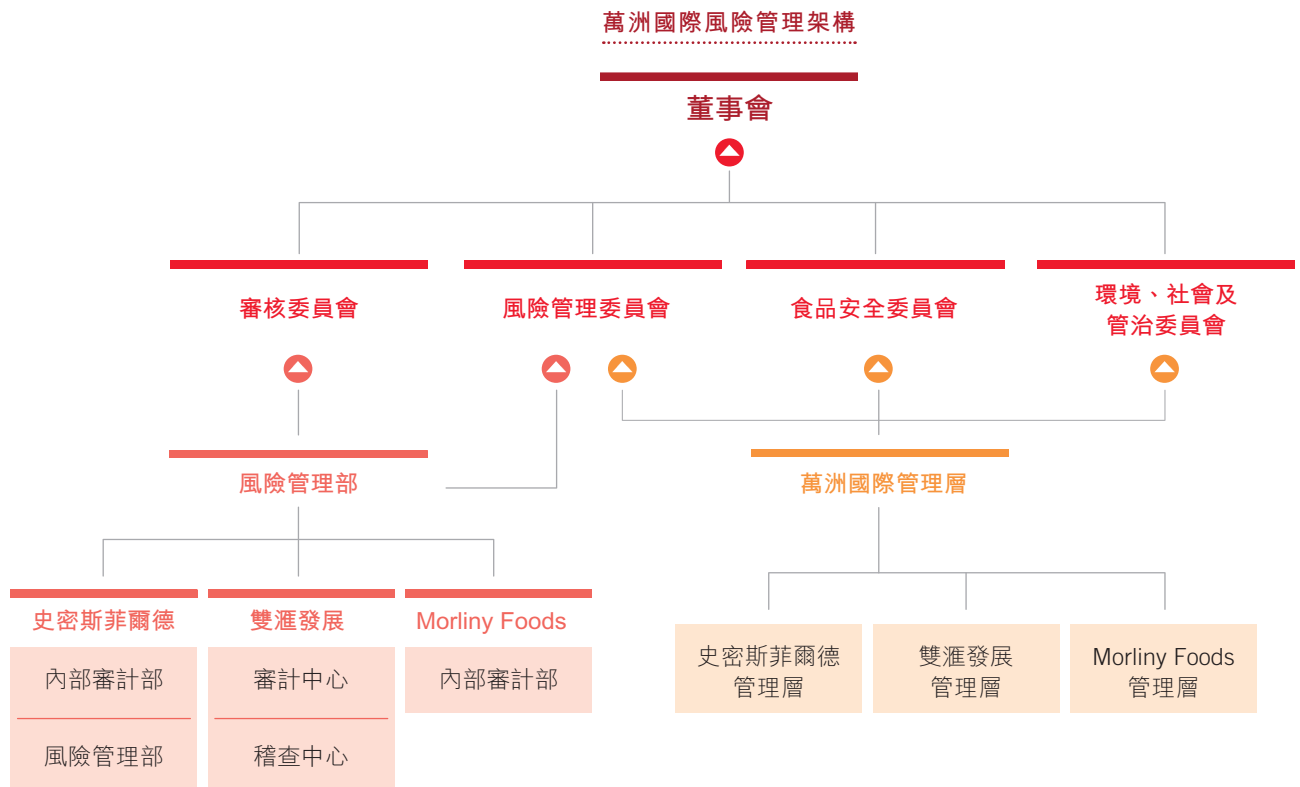 萬洲國際風險管理架構
董事會
審核委員會
風險管理委員會
食品安全委員會
環境、社會及
管治委員會
風險管理部
萬洲國際管理層
史密斯菲爾德
雙滙發展
Morliny Foods
內部審計部
審計中心
內部審計部
風險管理部
稽查中心
史密斯菲爾德
管理層
雙滙發展
管理層
Morliny Foods
管理層